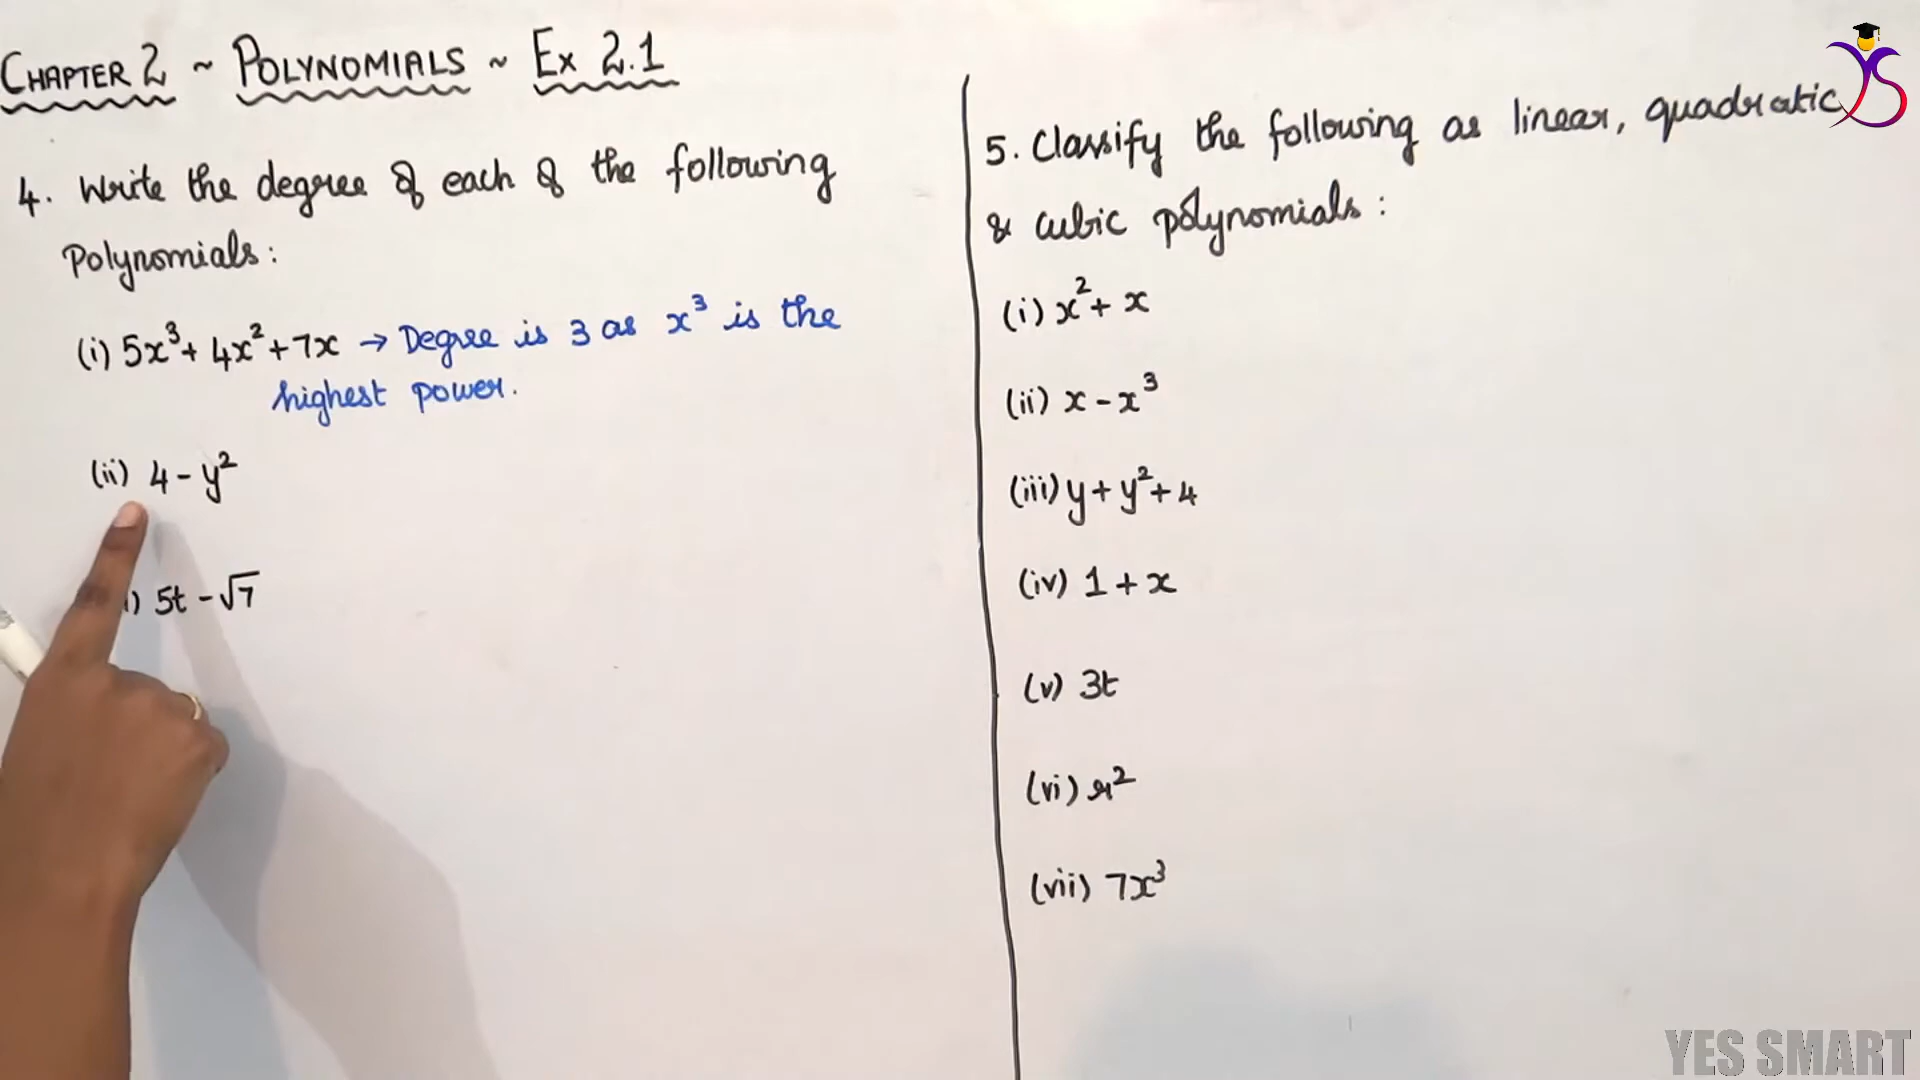 CHAPTER 2 ~ POLYNOMIALS ~ Ex 2.1
4. Write the degree of each of the following
Polynomials:
(i) 5x³ + 4x² + 7x → Degree is 3 as x³ is the
highest power.
(ii) 4 - y²
i) 5t - √7
5. Classify the following as linear, quadratic
& cubic polynomials:
(i) x² + x
(ii) x - x³
(iii) y + y² + 4
(iv) 1 + x
(v) 3t
(vi) r²
(vii) 7x³
YS
YES SMART